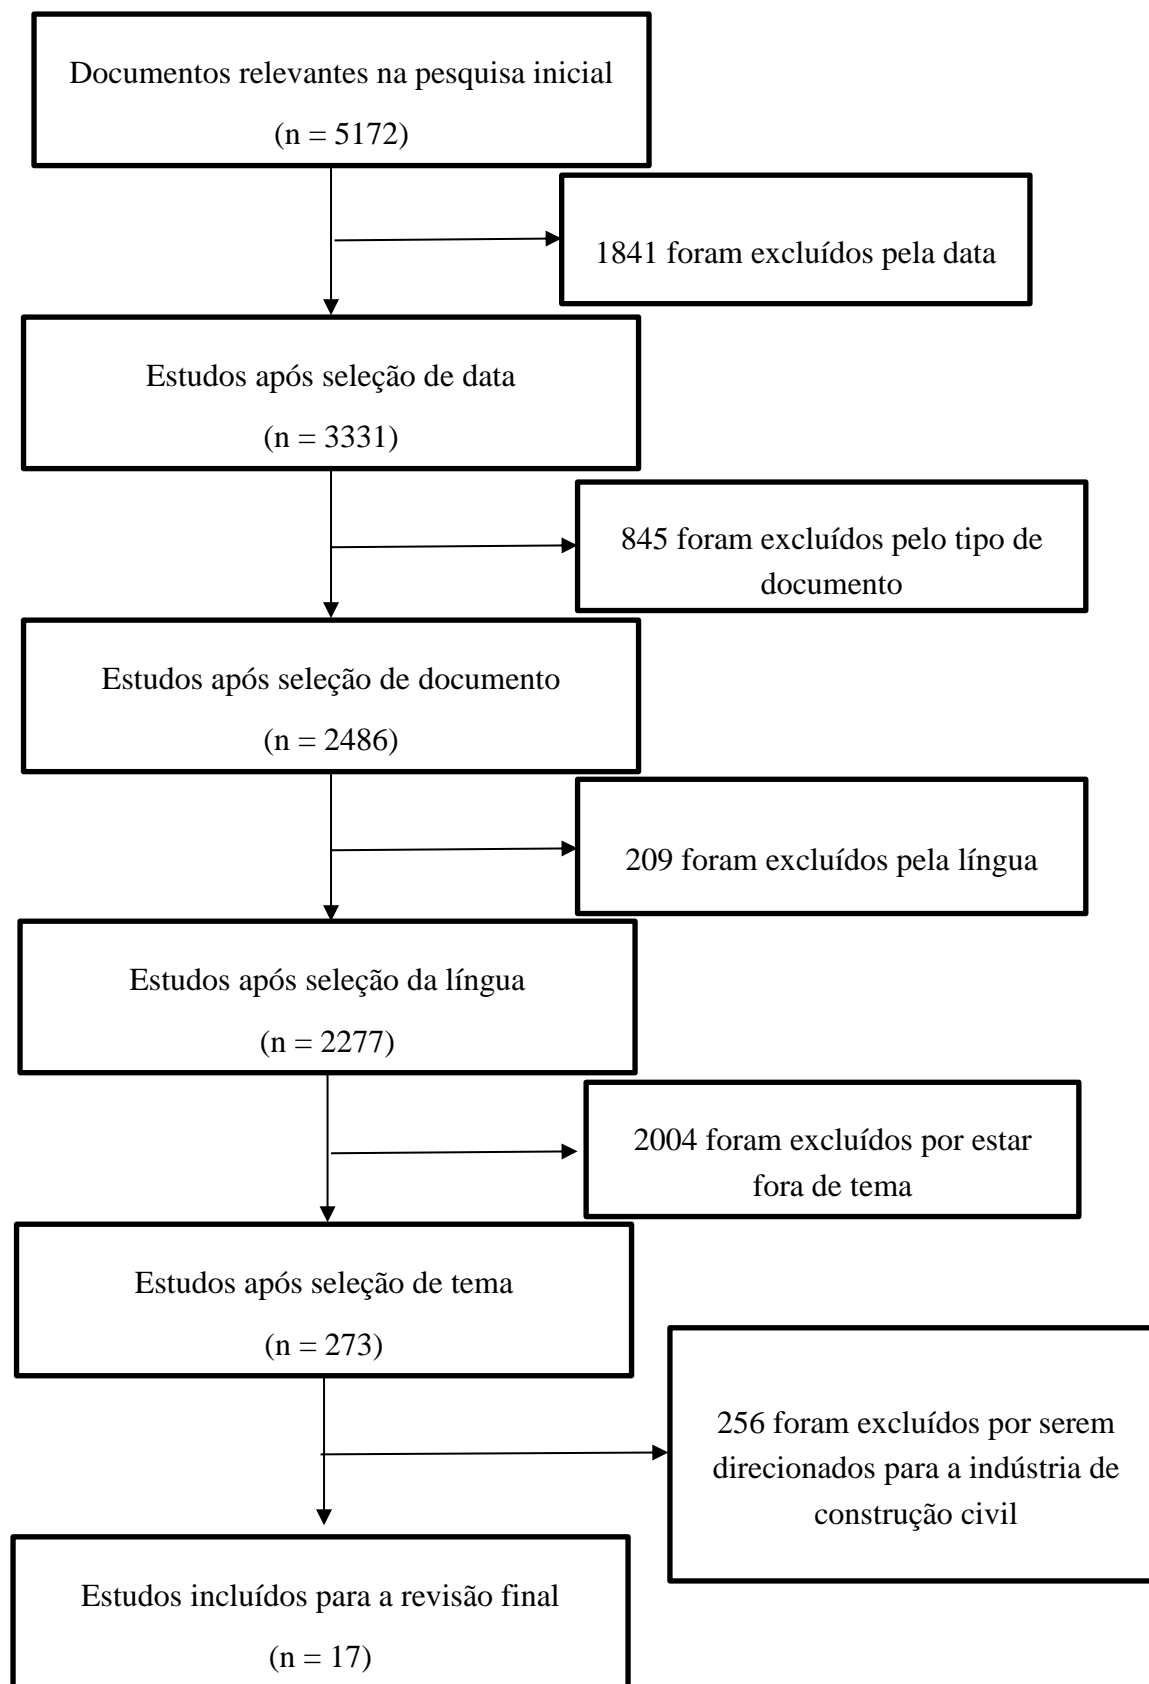 Documentos relevantes na pesquisa inicial
(n = 5172)
1841 foram excluídos pela data
Estudos após seleção de data
(n = 3331)
845 foram excluídos pelo tipo de
documento
Estudos após seleção de documento
(n = 2486)
209 foram excluídos pela língua
Estudos após seleção da língua
(n = 2277)
2004 foram excluídos por estar
fora de tema
Estudos após seleção de tema
(n = 273)
256 foram excluídos por serem
direcionados para a indústria de
construção civil
Estudos incluídos para a revisão final
(n = 17)